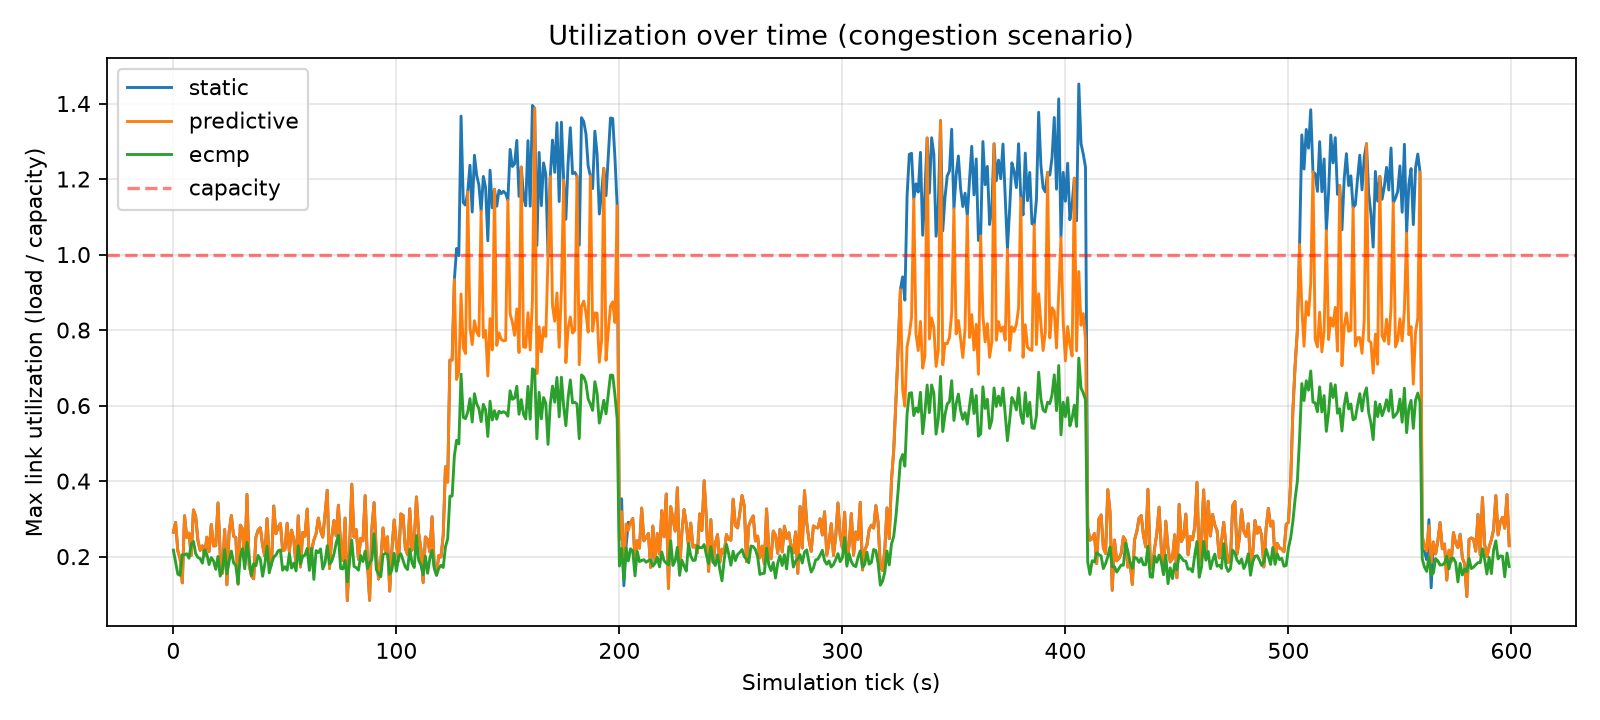 Utilization over time (congestion scenario)
static
predictive
ecmp
capacity
Max link utilization (load / capacity)
1.4
1.2
1.0
0.8
0.6
0.4
0.2
0 100 200 300 400 500 600
Simulation tick (s)